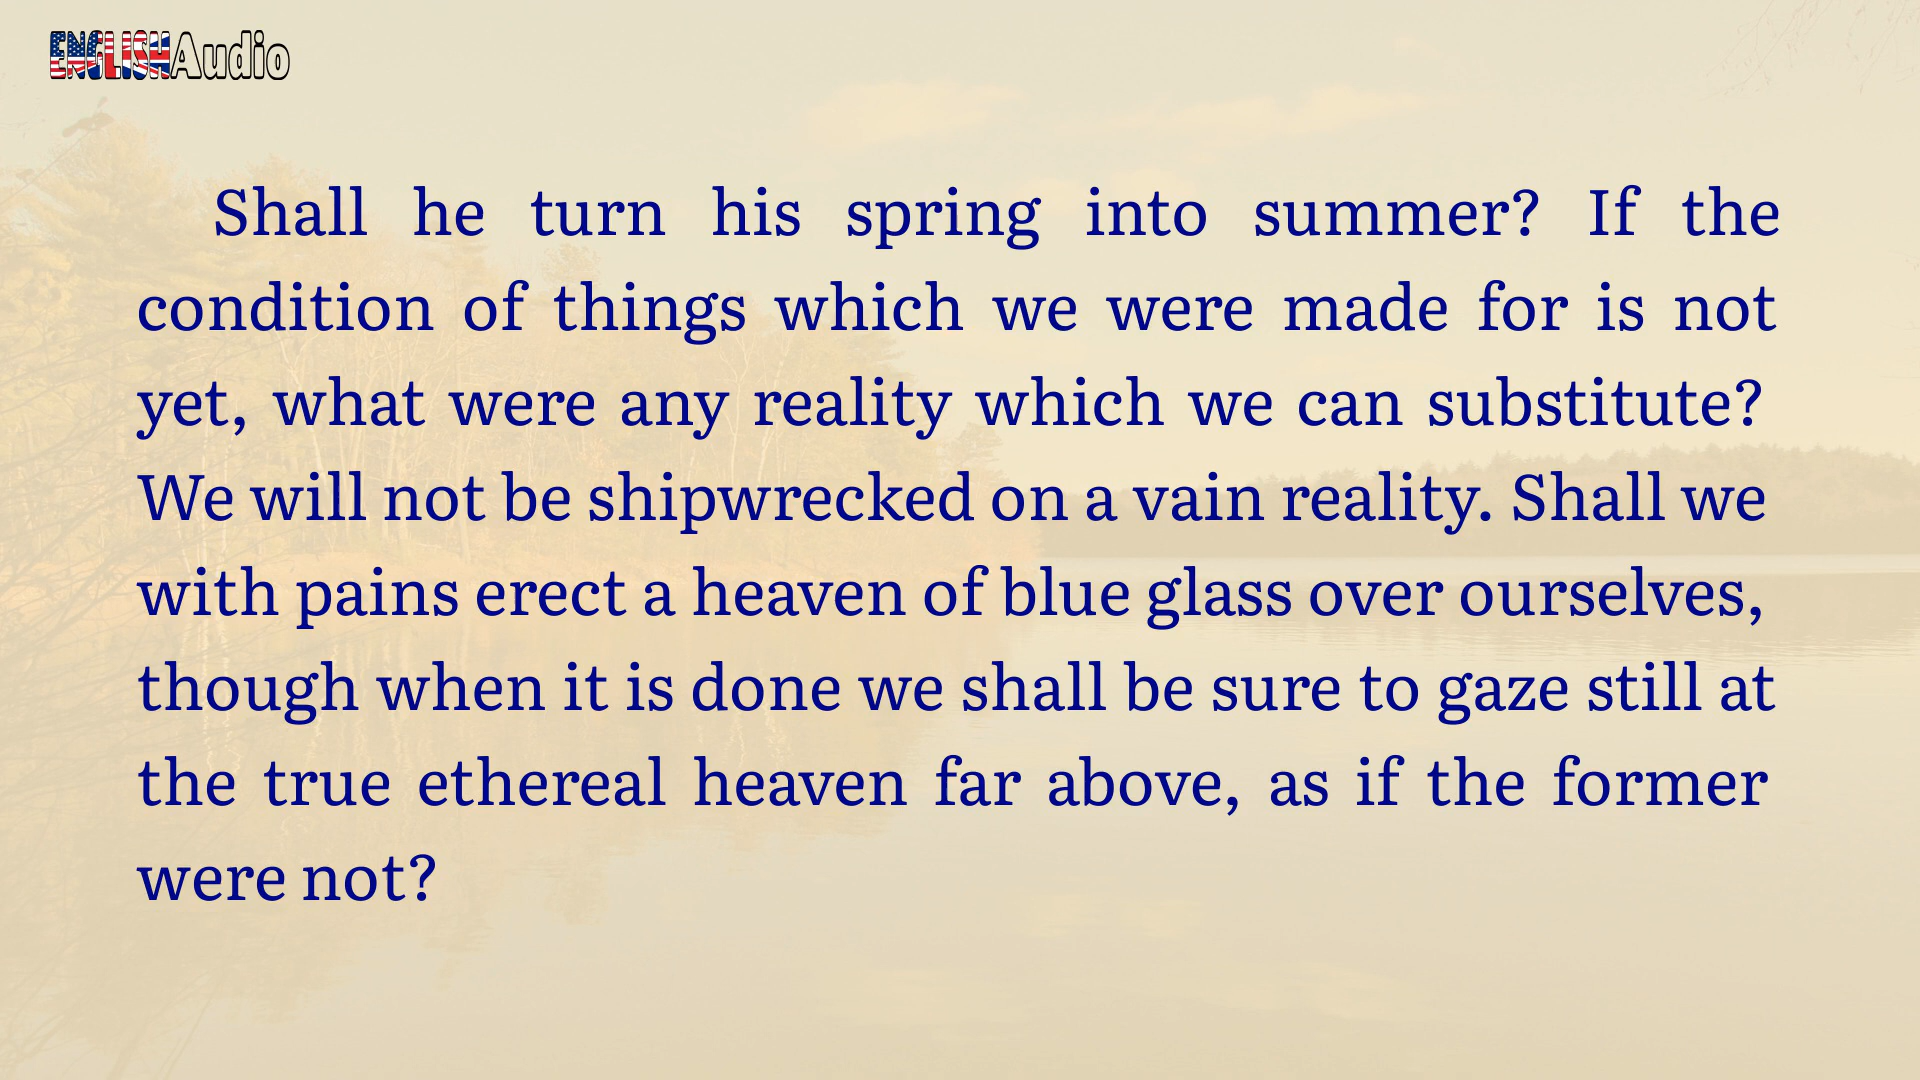 ENGLISHAudio
Shall he turn his spring into summer? If the
condition of things which we were made for is not
yet, what were any reality which we can substitute?
We will not be shipwrecked on a vain reality. Shall we
with pains erect a heaven of blue glass over ourselves,
though when it is done we shall be sure to gaze still at
the true ethereal heaven far above, as if the former
were not?